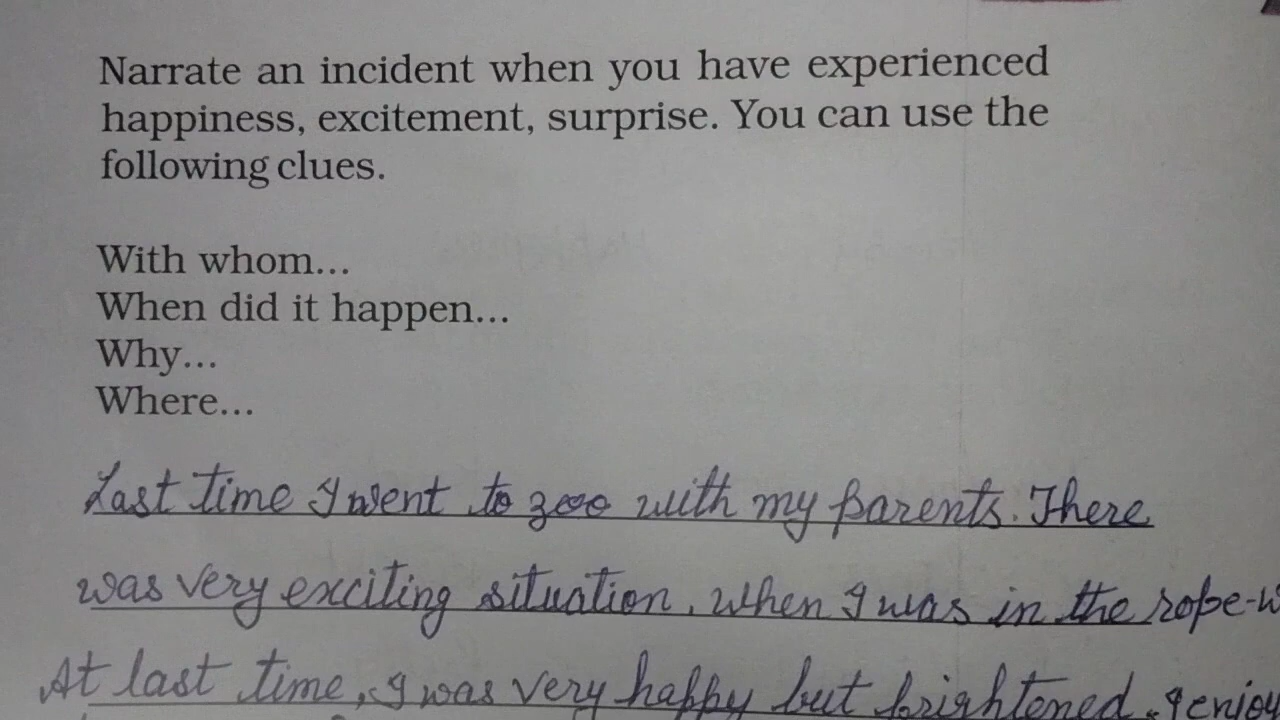 Narrate an incident when you have experienced
happiness, excitement, surprise. You can use the
following clues.
With whom...
When did it happen...
Why...
Where...
Last time I went to zoo with my parents. There
was very exciting situation, when I was in the rope-w
At last time, I was very happy but brightened. I enjoy